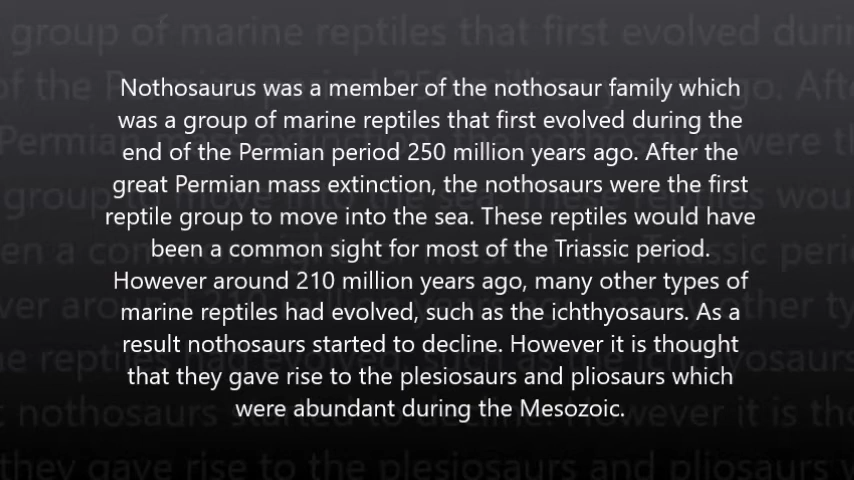 Nothosaurus was a member of the nothosaur family which
was a group of marine reptiles that first evolved during the
end of the Permian period 250 million years ago. After the
great Permian mass extinction, the nothosaurs were the first
reptile group to move into the sea. These reptiles would have
been a common sight for most of the Triassic period.
However around 210 million years ago, many other types of
marine reptiles had evolved, such as the ichthyosaurs. As a
result nothosaurs started to decline. However it is thought
that they gave rise to the plesiosaurs and pliosaurs which
were abundant during the Mesozoic.